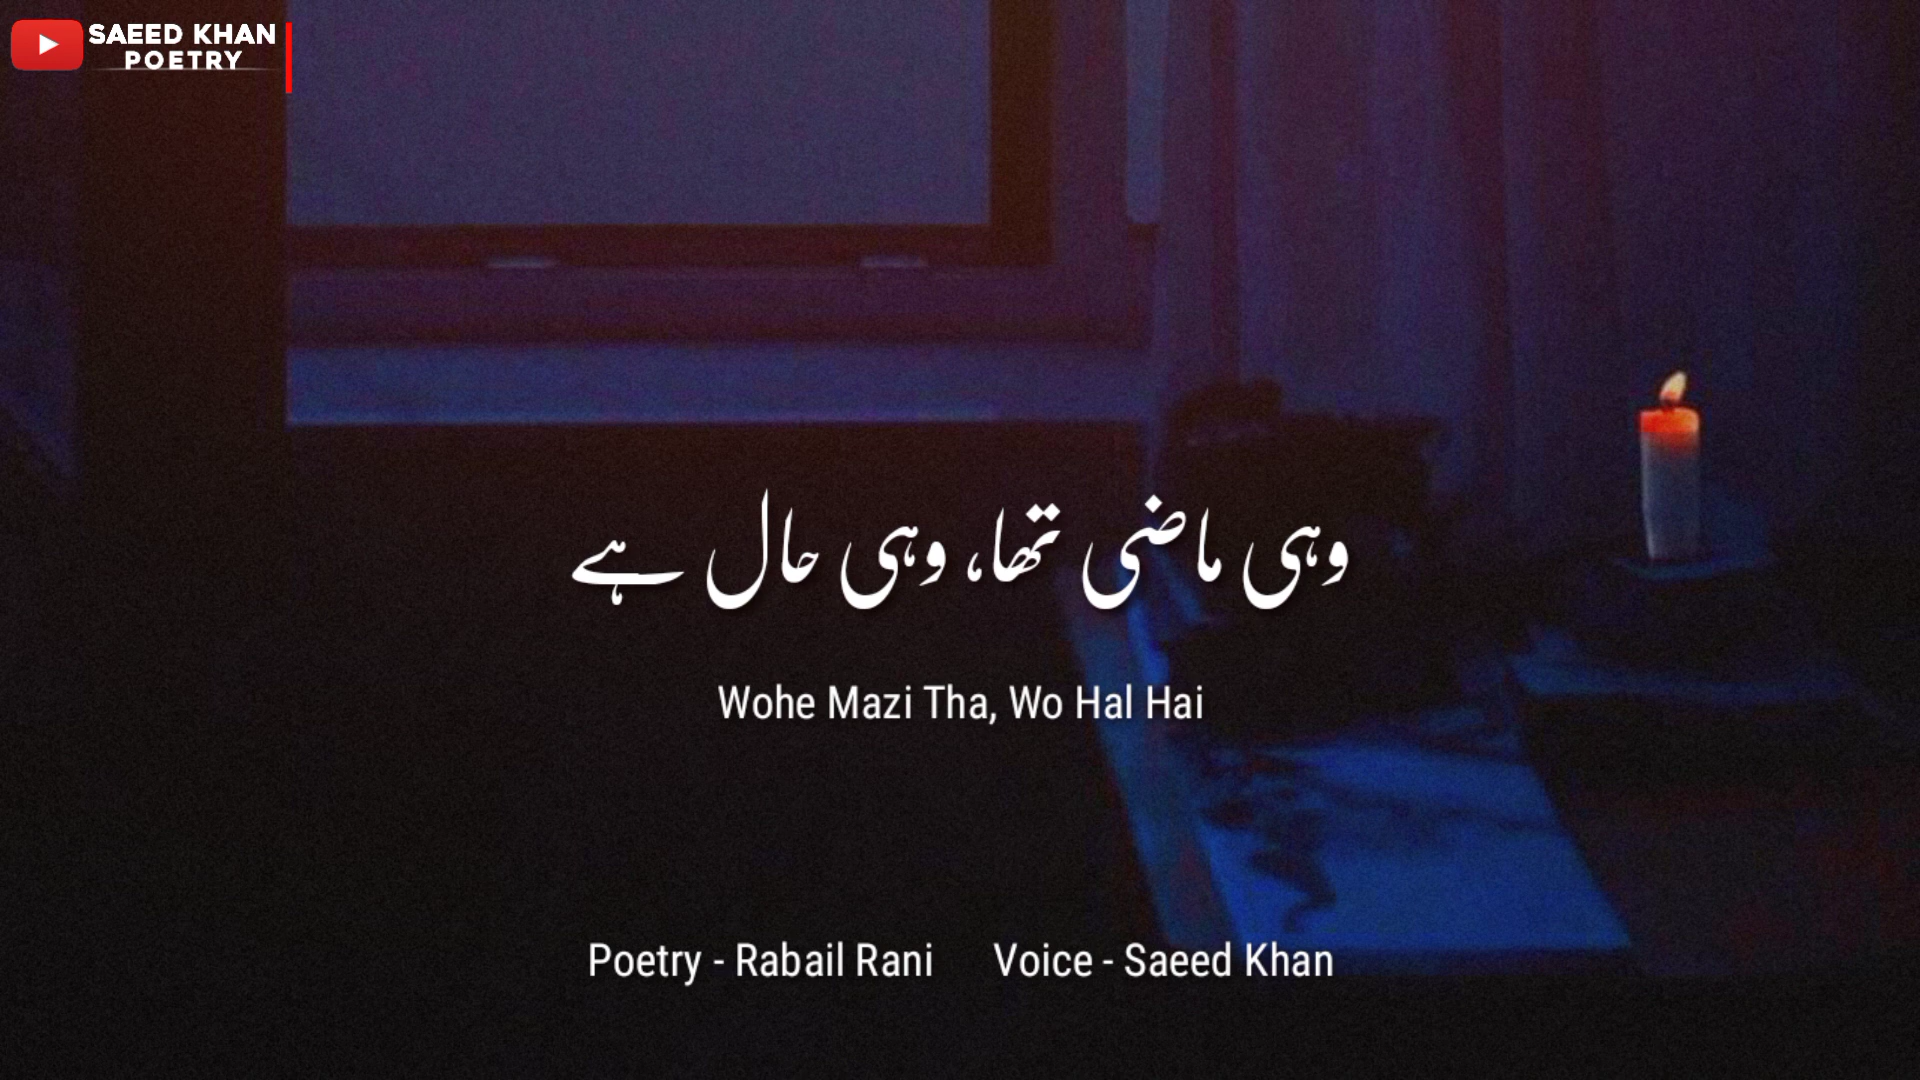 SAEED KHAN
POETRY
وہی ماضی تھا، وہی حال ہے
Wohe Mazi Tha, Wo Hal Hai
Poetry - Rabail Rani Voice - Saeed Khan